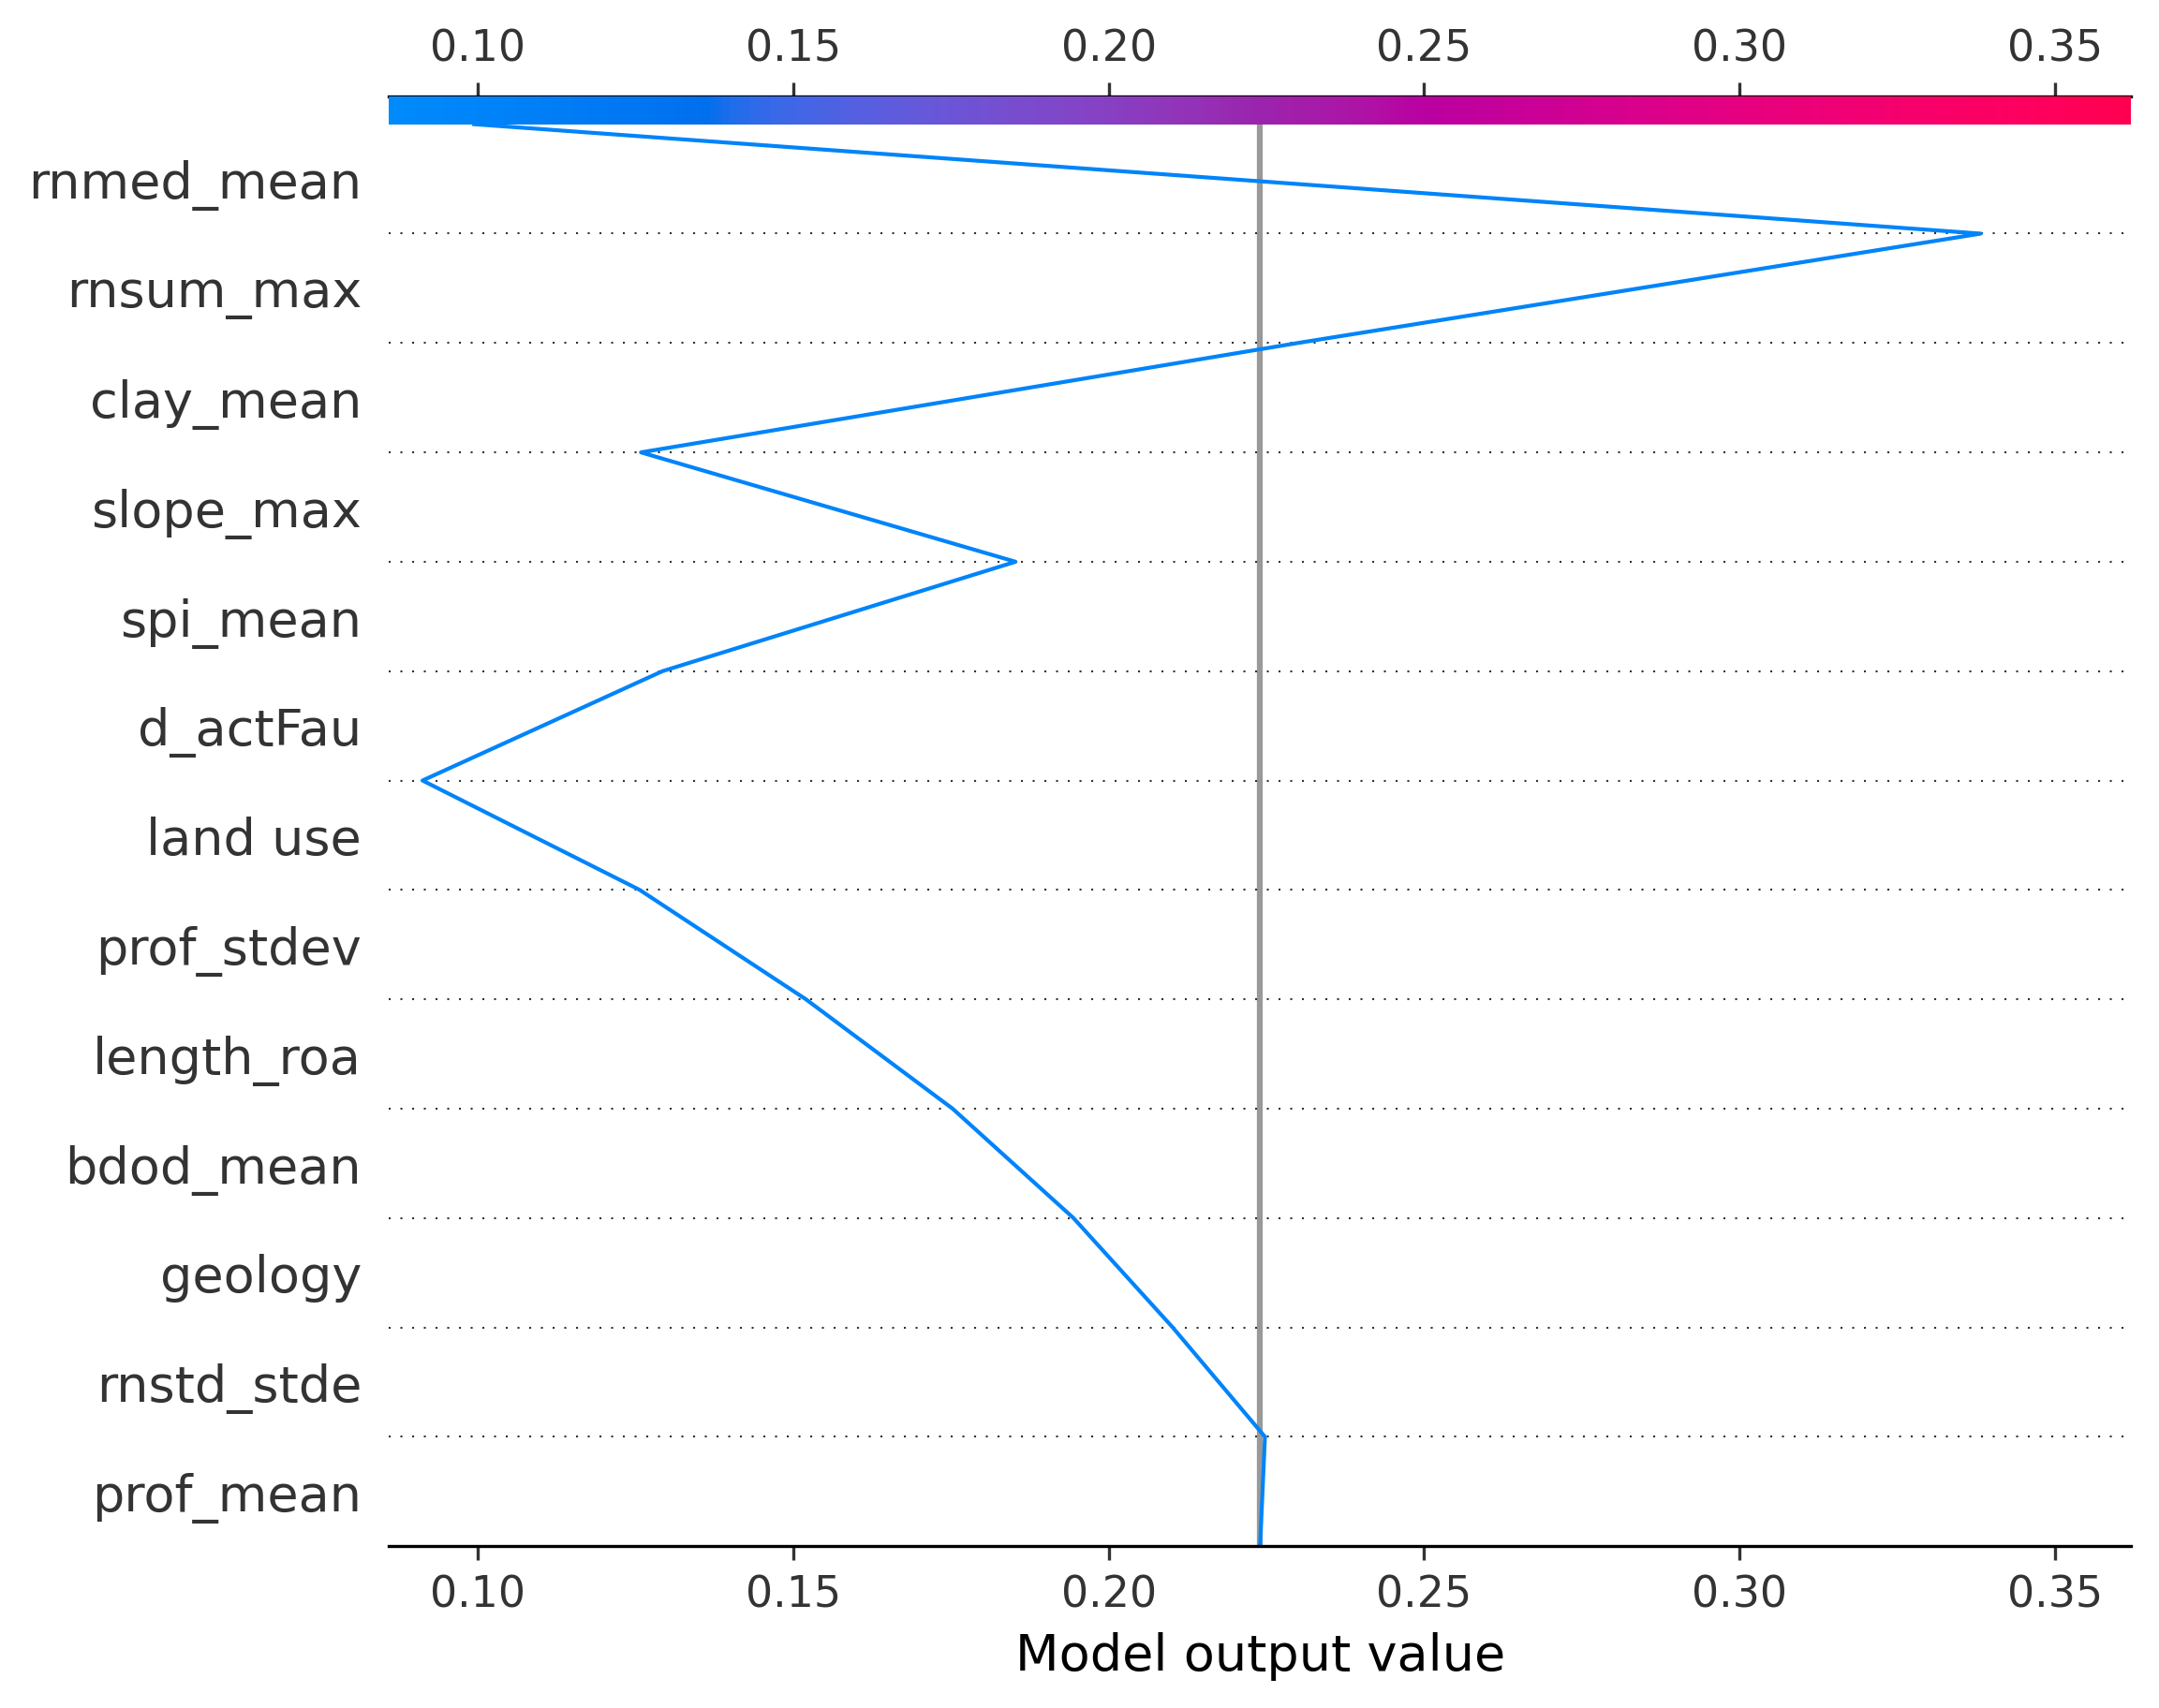 0.10 0.15 0.20 0.25 0.30 0.35
rnmed_mean
rnsum_max
clay_mean
slope_max
spi_mean
d_actFau
land use
prof_stdev
length_roa
bdod_mean
geology
rnstd_stde
prof_mean
0.10 0.15 0.20 0.25 0.30 0.35
Model output value